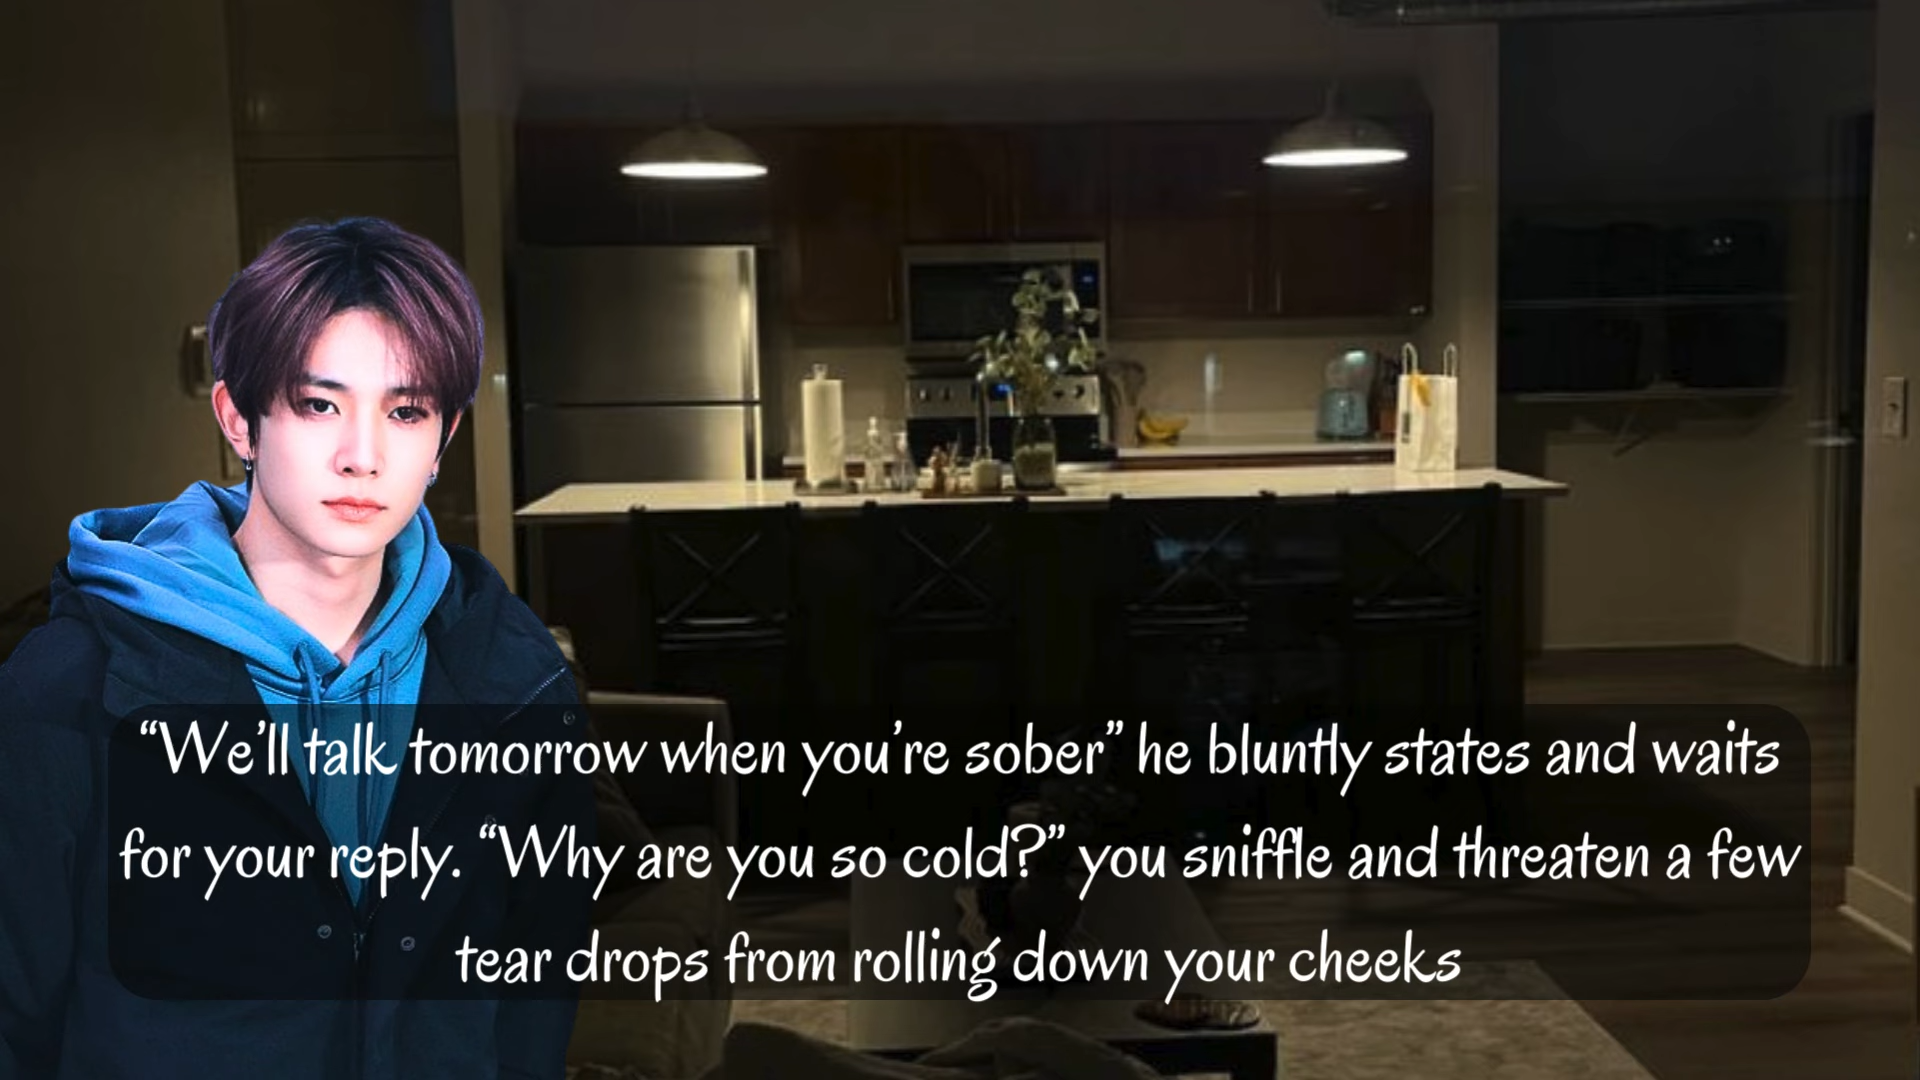 “We’ll talk tomorrow when you’re sober” he bluntly states and waits
for your reply. “Why are you so cold?” you sniffle and threaten a few
tear drops from rolling down your cheeks